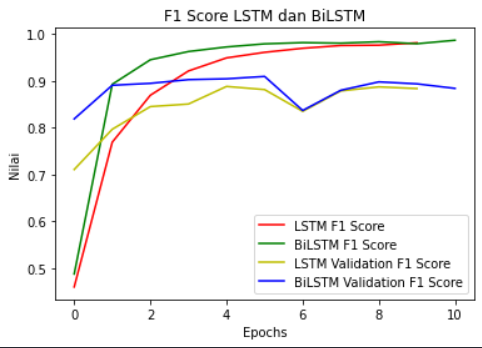 F1 Score LSTM dan BiLSTM
1.0
0.9
0.8
0.7
0.6
0.5
Nilai
LSTM F1 Score
BiLSTM F1 Score
LSTM Validation F1 Score
BiLSTM Validation F1 Score
0 2 4 6 8 10
Epochs